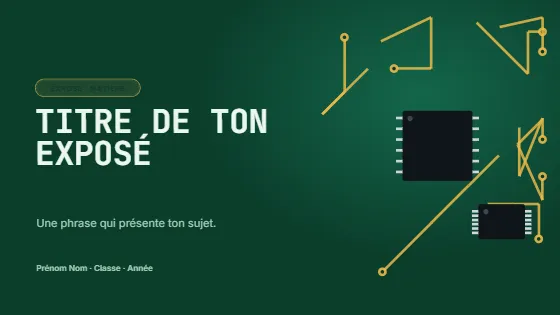 TITRE DE TON
EXPOSÉ
Une phrase qui présente ton sujet.
Prénom Nom · Classe · Année